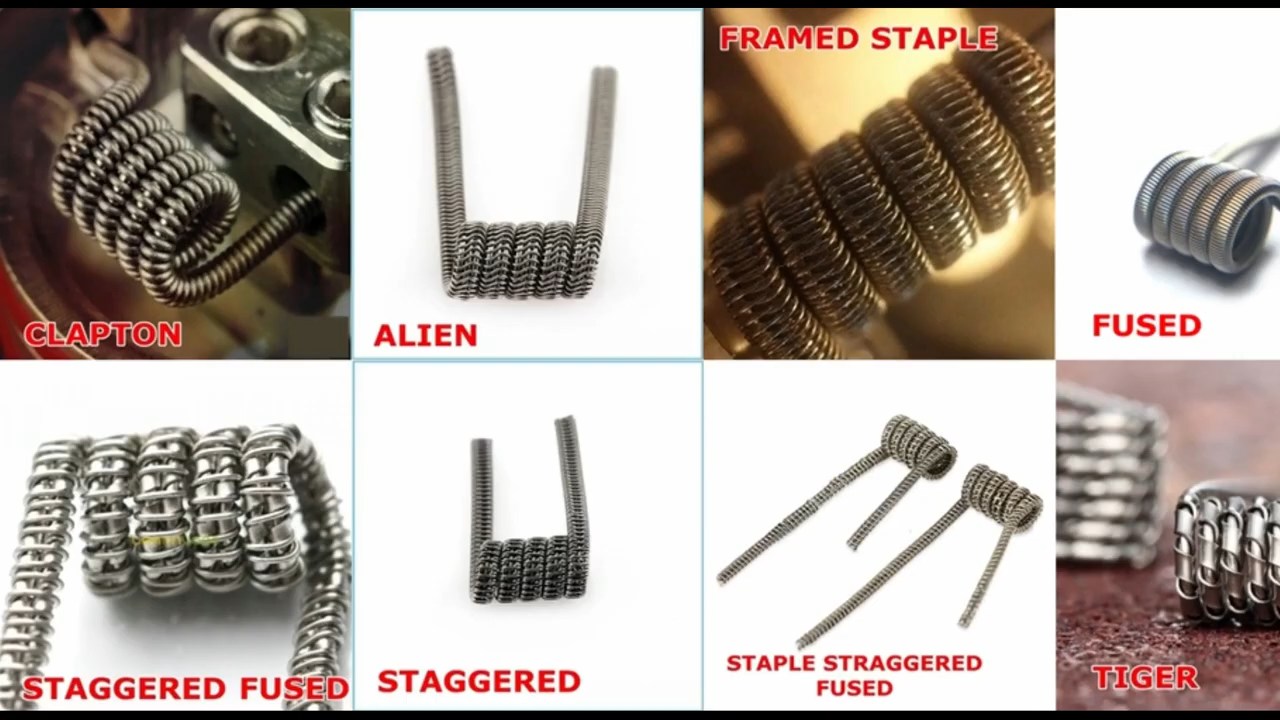 CLAPTON
ALIEN
FRAMED STAPLE
FUSED
STAGGERED FUSED
STAGGERED
STAPLE STRAGGERED
FUSED
TIGER